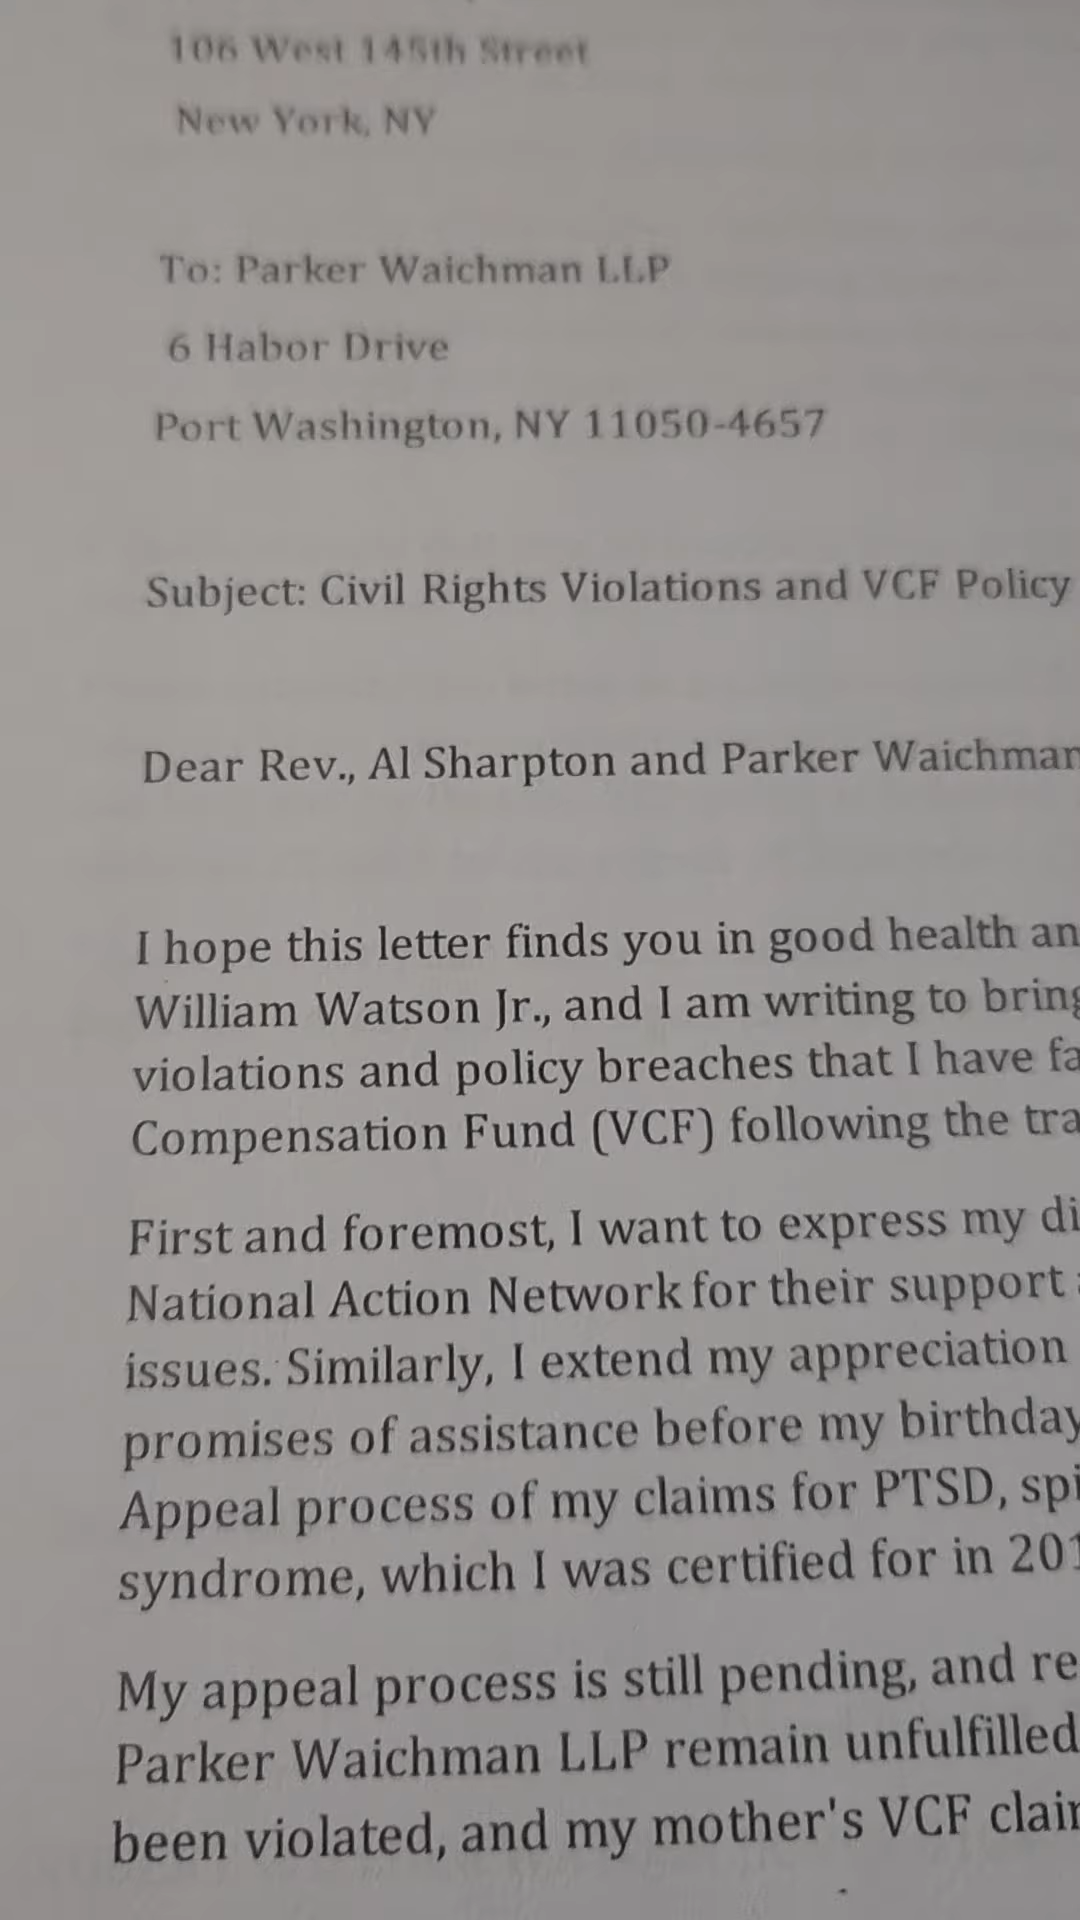 106 West 145th Street
New York, NY
To: Parker Waichman LLP
6 Habor Drive
Port Washington, NY 11050-4657
Subject: Civil Rights Violations and VCF Policy
Dear Rev., Al Sharpton and Parker Waichman
I hope this letter finds you in good health an
William Watson Jr., and I am writing to bring
violations and policy breaches that I have fa
Compensation Fund (VCF) following the tra
First and foremost, I want to express my di
National Action Network for their support
issues. Similarly, I extend my appreciation
promises of assistance before my birthday
Appeal process of my claims for PTSD, spi
syndrome, which I was certified for in 201
My appeal process is still pending, and re
Parker Waichman LLP remain unfulfilled
been violated, and my mother's VCF clai